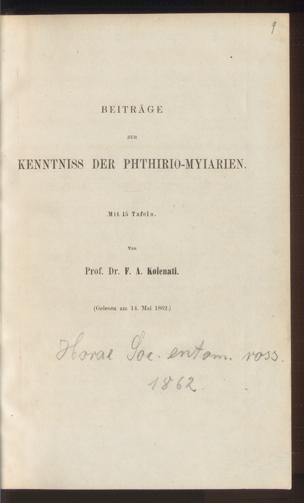 9
BEITRÄGE
ZUR
KENNTNISS DER PHTHIRIO-MYIARIEN.
Mit 15 Tafeln.
Von
Prof. Dr. F. A. Kolenati.
(Gelesen am 14. Mai 1862.)
Horae Soc. entom. ross.
1862.